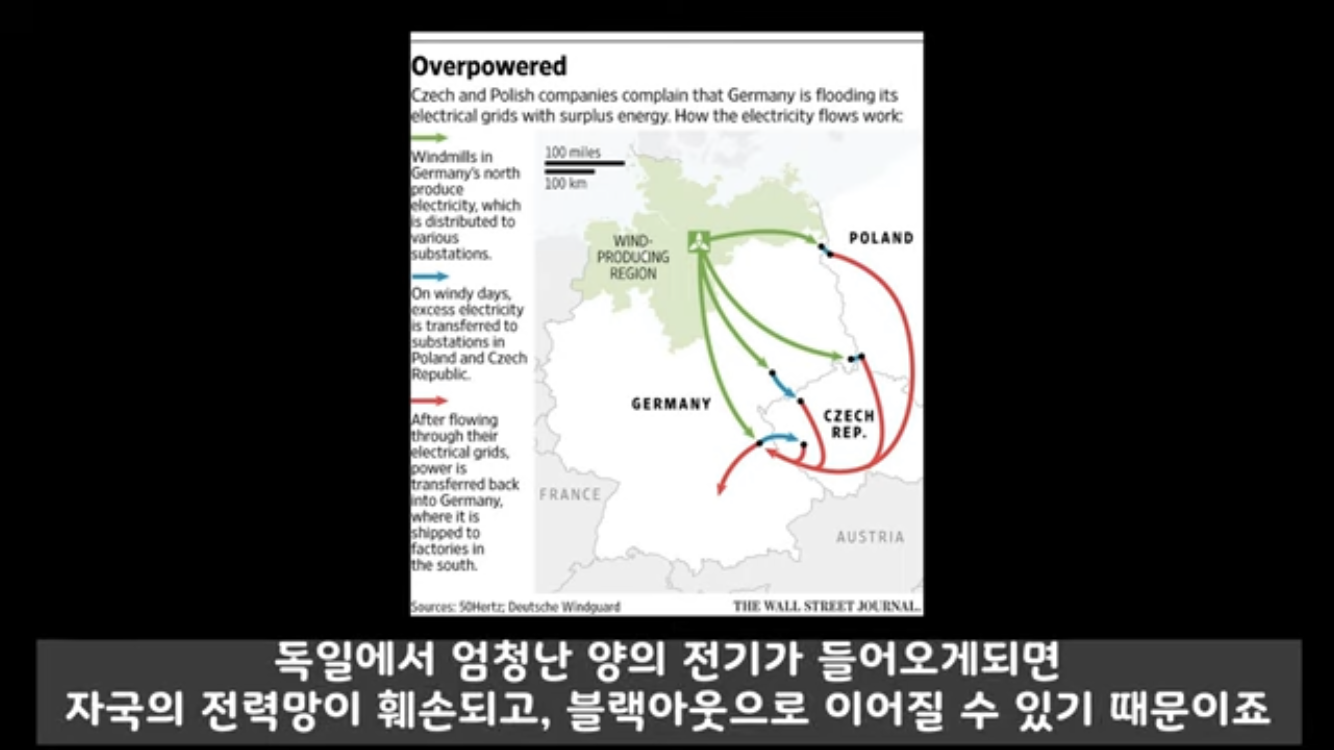 Overpowered
Czech and Polish companies complain that Germany is flooding its
electrical grids with surplus energy. How the electricity flows work:
Windmills in
Germany's north
produce
electricity, which
is distributed to
various
substations.
On windy days,
excess electricity
is transferred to
substations in
Poland and Czech
Republic.
After flowing
through their
electrical grids,
power is
transferred back
into Germany,
where it is
shipped to
factories in
the south.
100 miles
100 km
WIND-
PRODUCING
REGION
POLAND
GERMANY
CZECH
REP.
FRANCE
AUSTRIA
Sources: 50Hertz; Deutsche Windguard
THE WALL STREET JOURNAL.
독일에서 엄청난 양의 전기가 들어오게되면
자국의 전력망이 훼손되고, 블랙아웃으로 이어질 수 있기 때문이죠